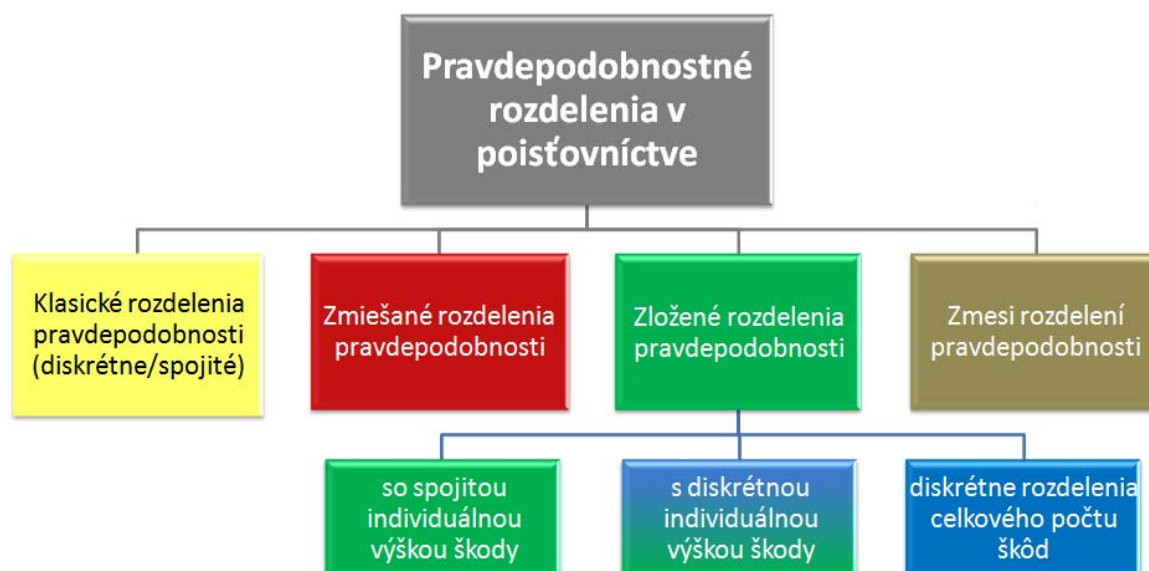 Pravdepodobnostné
rozdelenia v
poisťovníctve
Klasické rozdelenia
pravdepodobnosti
(diskrétne/spojité)
Zmiešané rozdelenia
pravdepodobnosti
Zložené rozdelenia
pravdepodobnosti
Zmesi rozdelení
pravdepodobnosti
so spojitou
individuálnou
výškou škody
s diskrétnou
individuálnou
výškou škody
diskrétne rozdelenia
celkového počtu
škôd